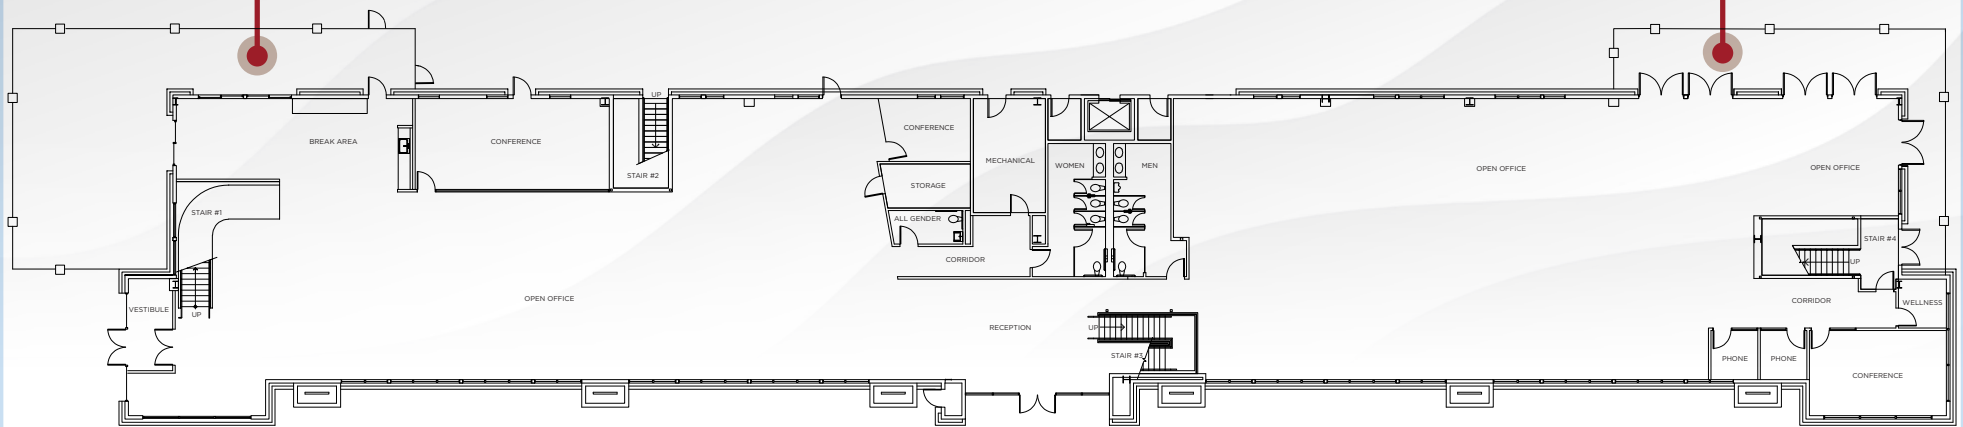 UP
BREAK AREA
CONFERENCE
STAIR #2
STAIR #1
VESTIBULE
UP
OPEN OFFICE
CONFERENCE
STORAGE
ALL GENDER
CORRIDOR
MECHANICAL
WOMEN
MEN
RECEPTION
UP
STAIR #3
OPEN OFFICE
OPEN OFFICE
STAIR #4
UP
CORRIDOR
WELLNESS
PHONE
PHONE
CONFERENCE